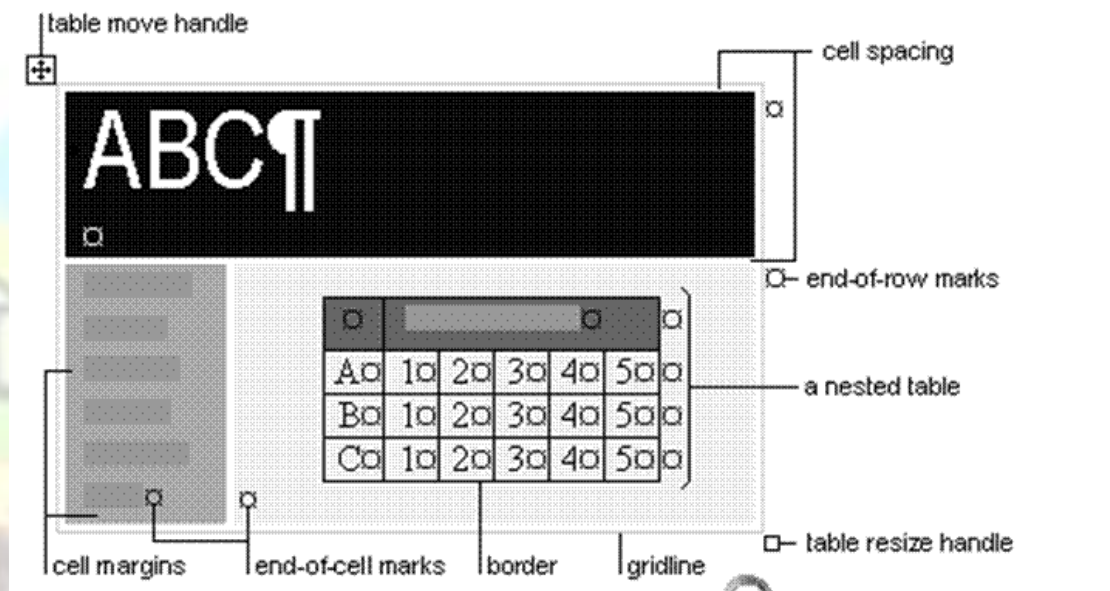 table move handle
cell spacing
ABC¶
end-of-row marks
A¤ 1¤ 2¤ 3¤ 4¤ 5¤¤
a nested table
B¤ 1¤ 2¤ 3¤ 4¤ 5¤¤
C¤ 1¤ 2¤ 3¤ 4¤ 5¤¤
table resize handle
cell margins
end-of-cell marks
border
gridline